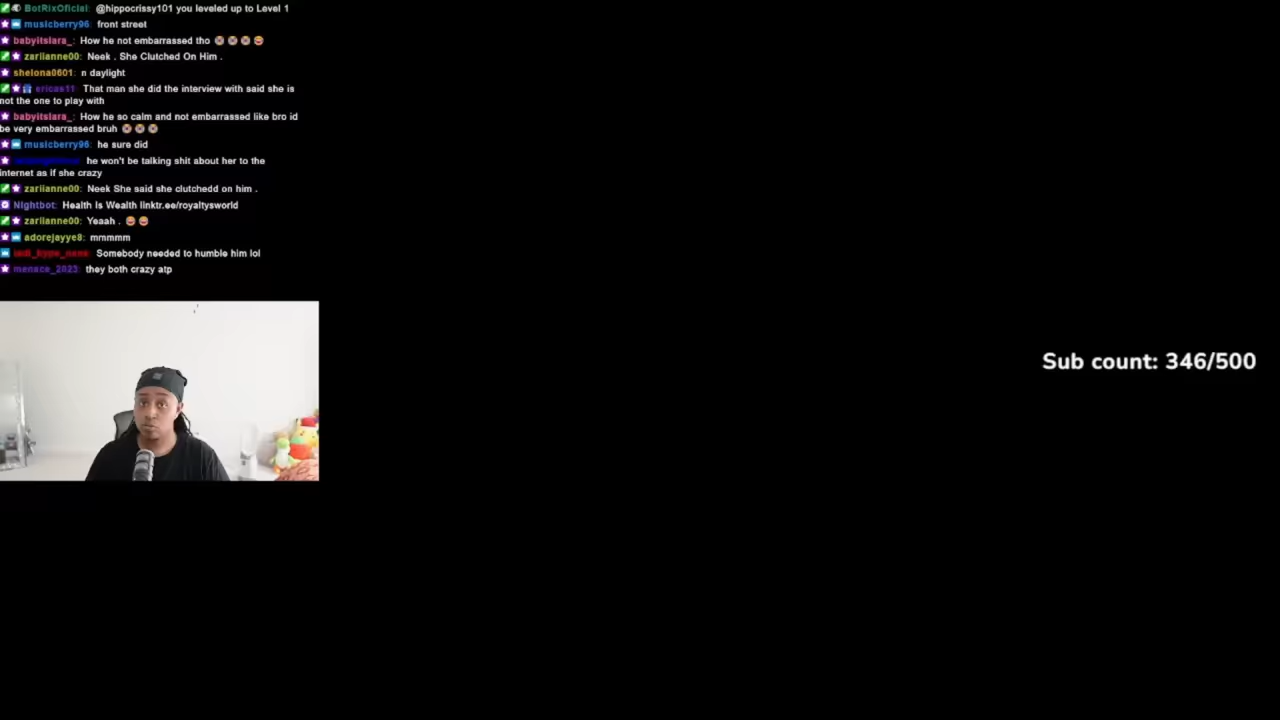 BotRixOficial: @hippocrissy101 you leveled up to Level 1
musicberry96: front street
babyitslara_: How he not embarrassed tho
zariianne00: Neek . She Clutched On Him .
shelona0601: n daylight
ericas11: That man she did the interview with said she is
not the one to play with
babyitslara_: How he so calm and not embarrassed like bro id
be very embarrassed bruh
musicberry96: he sure did
he won't be talking shit about her to the
internet as if she crazy
zariianne00: Neek She said she clutchedd on him .
Nightbot: Health Is Wealth linktr.ee/royaltysworld
zariianne00: Yeaah .
adorejayye8: mmmmm
Somebody needed to humble him lol
menace_2023: they both crazy atp
Sub count: 346/500